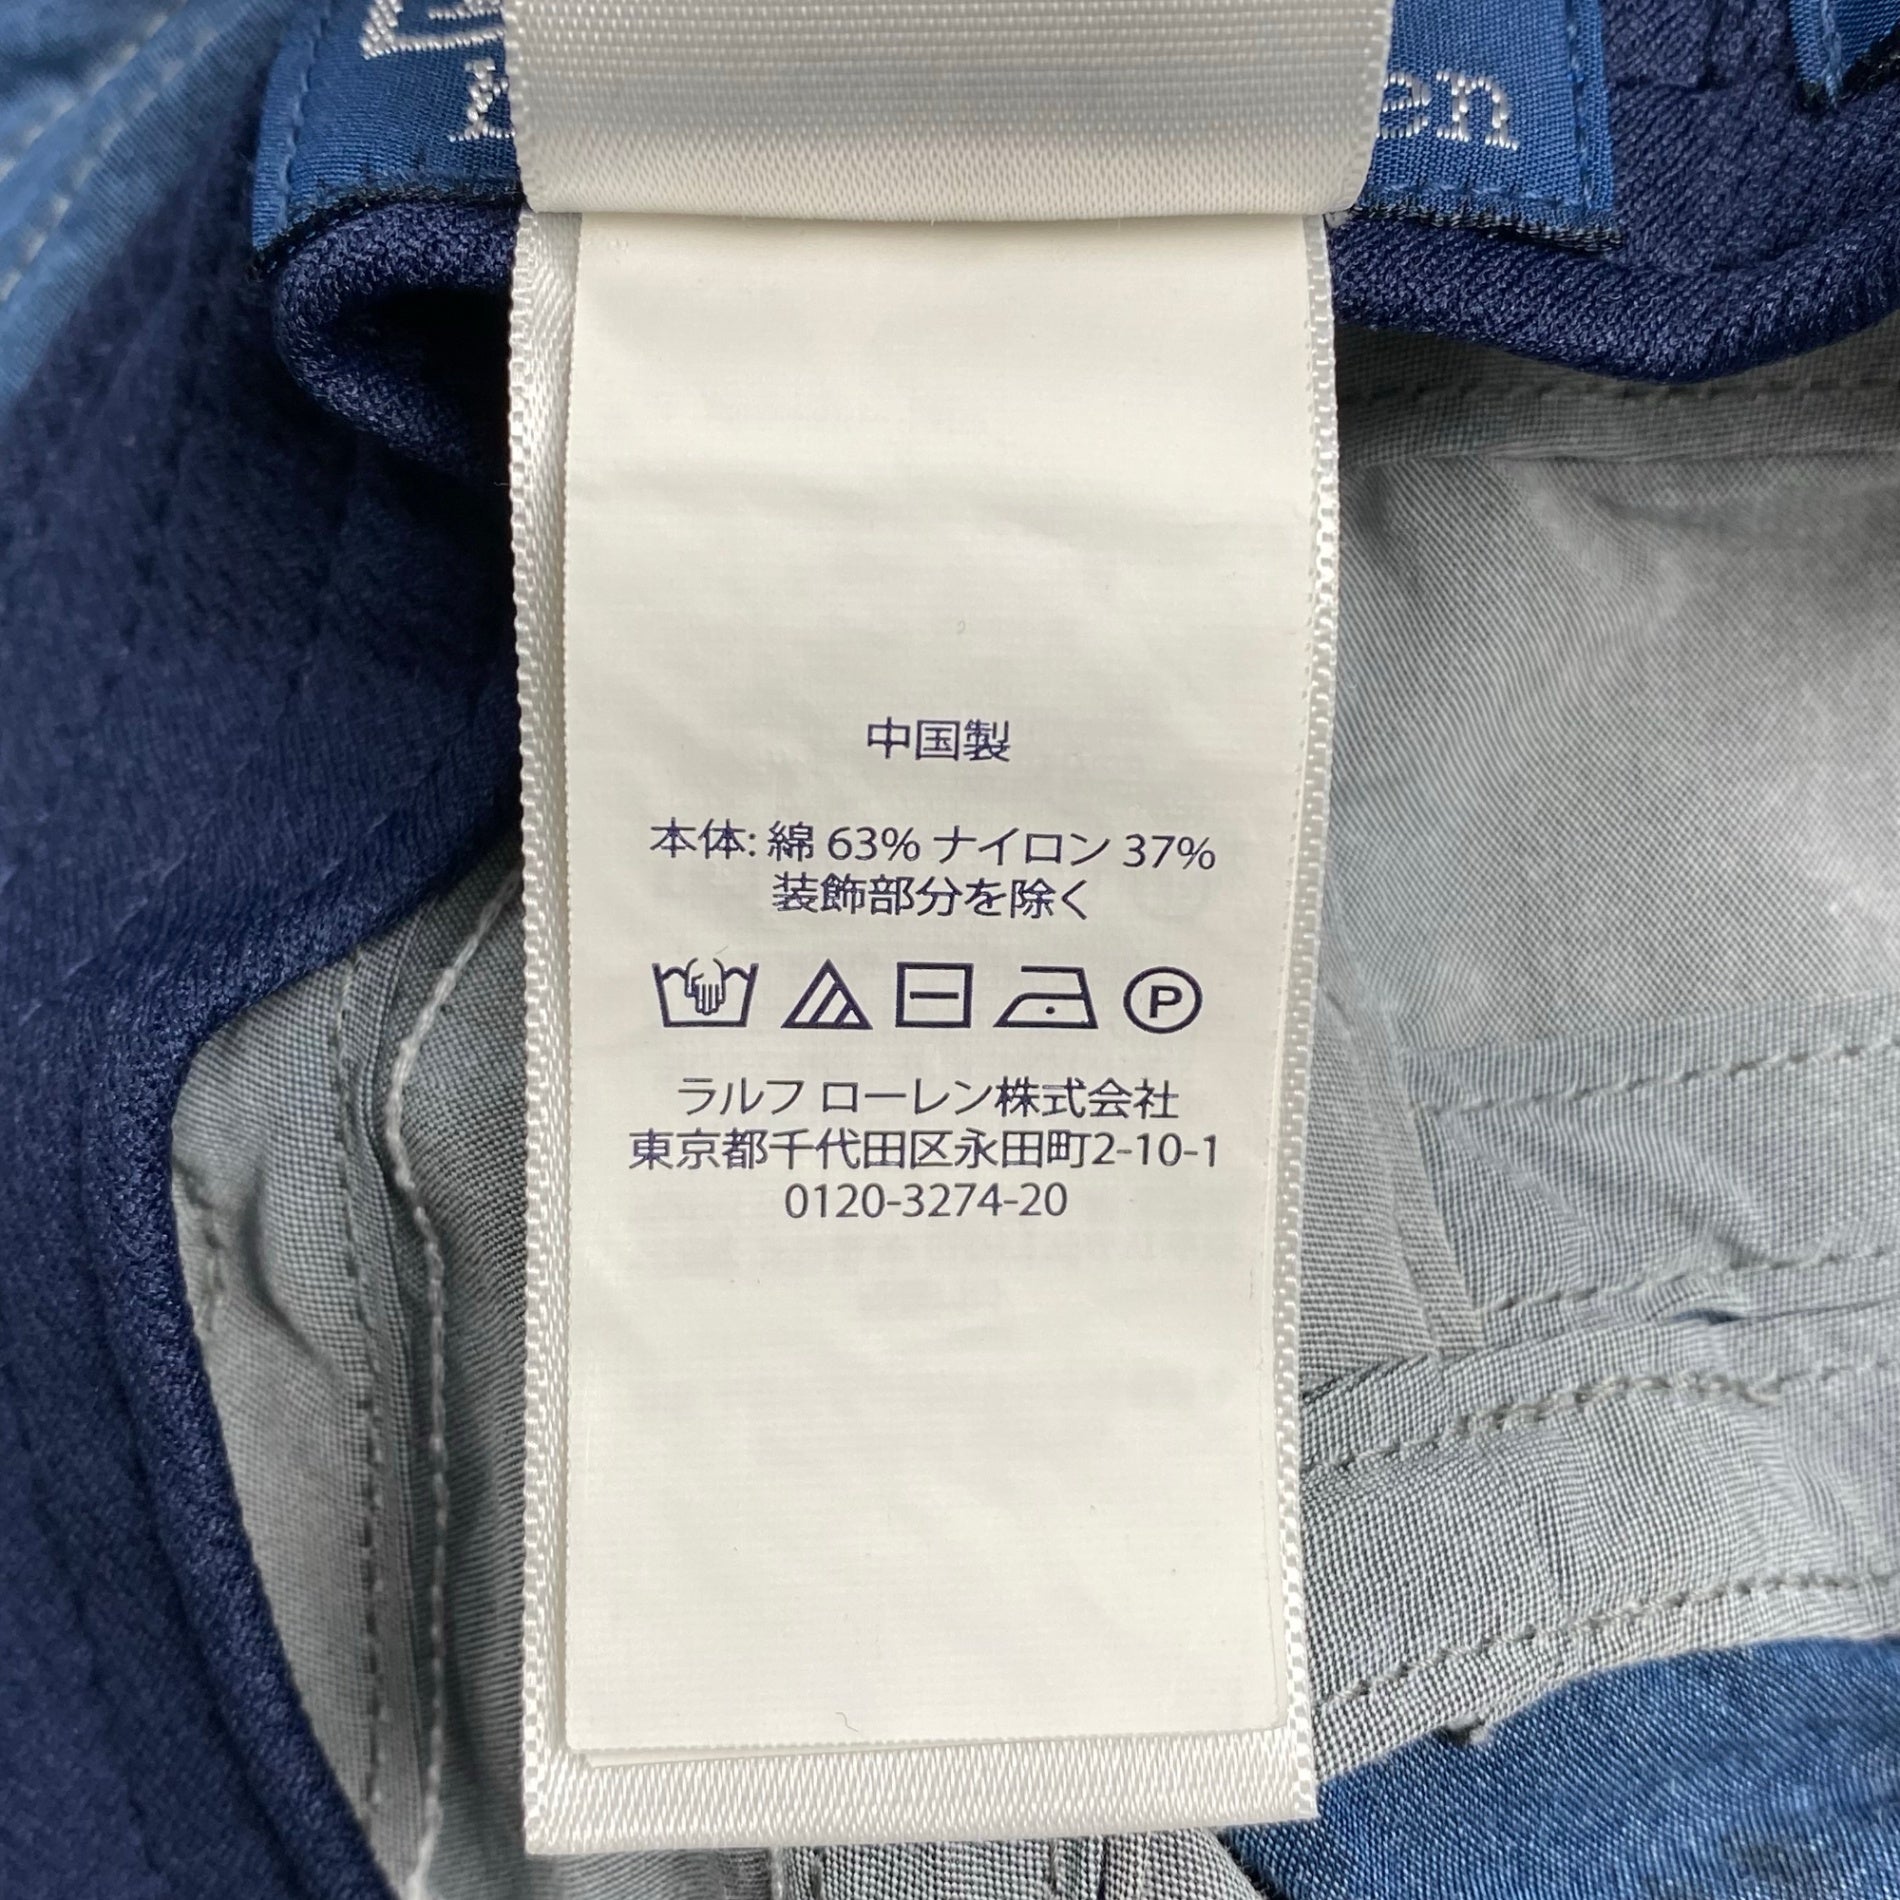 中国製
本体: 綿 63% ナイロン 37%
装飾部分を除く
P
ラルフ ローレン株式会社
東京都千代田区永田町2-10-1
0120-3274-20